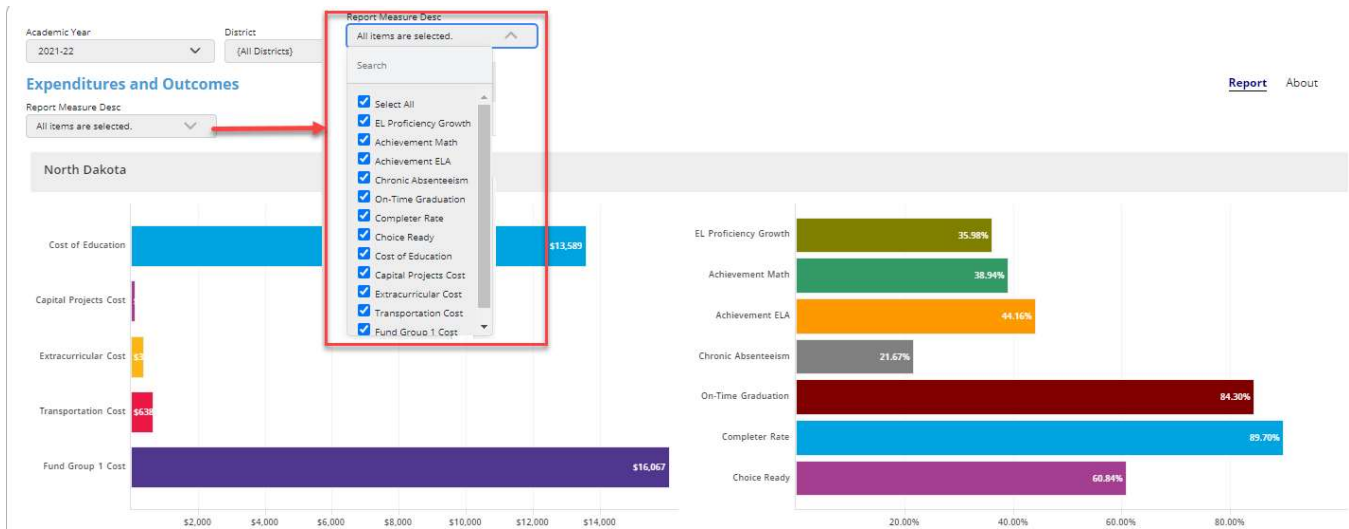 Report Measure Desc
Academic Year
District
All items are selected.
2021-22
{All Districts}
Search
Expenditures and Outcomes
Report
About
Report Measure Desc
All items are selected.
Select All
EL Proficiency Growth
Achievement Math
Achievement ELA
Chronic Absenteeism
On-Time Graduation
Completer Rate
Choice Ready
Cost of Education
Capital Projects Cost
Extracurricular Cost
Transportation Cost
Fund Group 1 Cost
North Dakota
Cost of Education
$13,589
Capital Projects Cost
Extracurricular Cost
$3
Transportation Cost
$638
Fund Group 1 Cost
$16,067
$2,000 $4,000 $6,000 $8,000 $10,000 $12,000 $14,000
EL Proficiency Growth
35.98%
Achievement Math
38.94%
Achievement ELA
44.16%
Chronic Absenteeism
21.67%
On-Time Graduation
84.30%
Completer Rate
89.70%
Choice Ready
60.84%
20.00% 40.00% 60.00% 80.00%